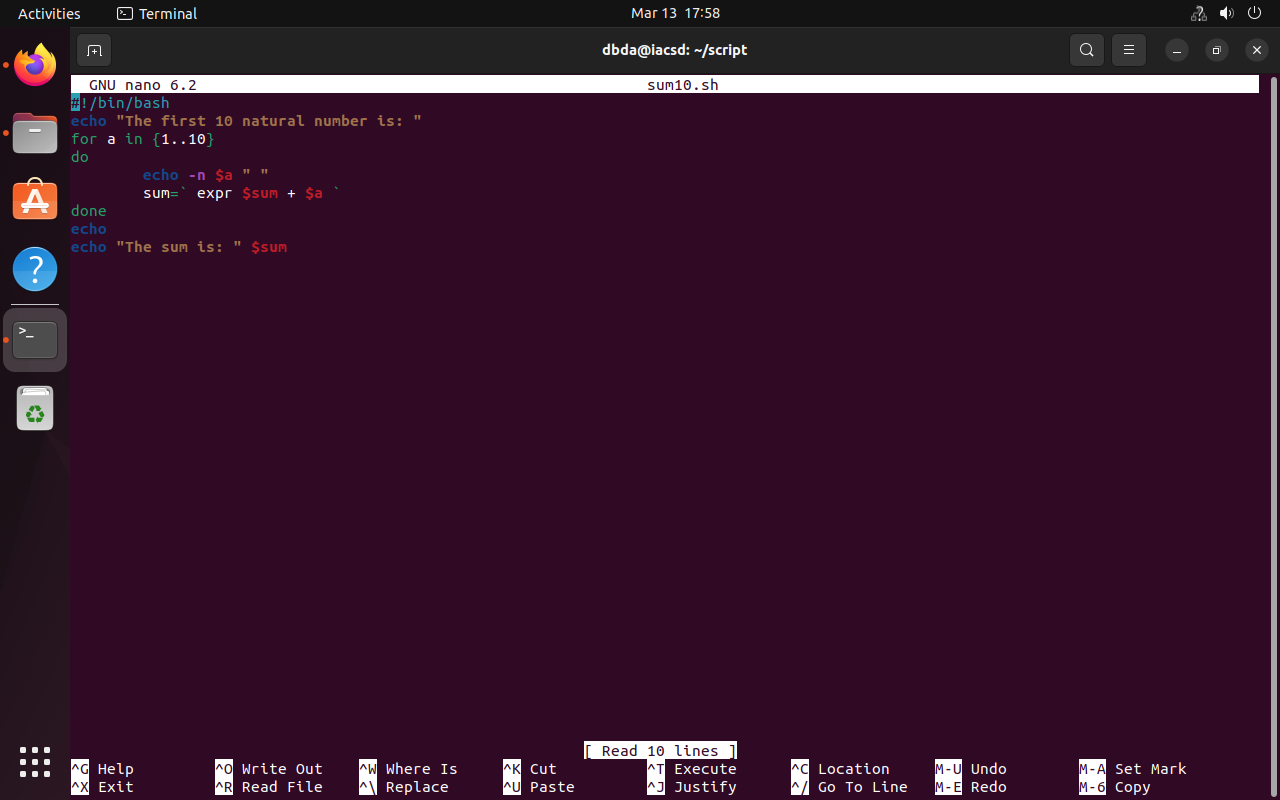 Activities Terminal Mar 13 17:58
dbda@iacsd: ~/script
GNU nano 6.2 sum10.sh
#!/bin/bash
echo "The first 10 natural number is: "
for a in {1..10}
do
        echo -n $a " "
        sum=` expr $sum + $a `
done
echo
echo "The sum is: " $sum
[ Read 10 lines ]
^G Help ^O Write Out ^W Where Is ^K Cut ^T Execute ^C Location M-U Undo M-A Set Mark
^X Exit ^R Read File ^\ Replace ^U Paste ^J Justify ^/ Go To Line M-E Redo M-6 Copy